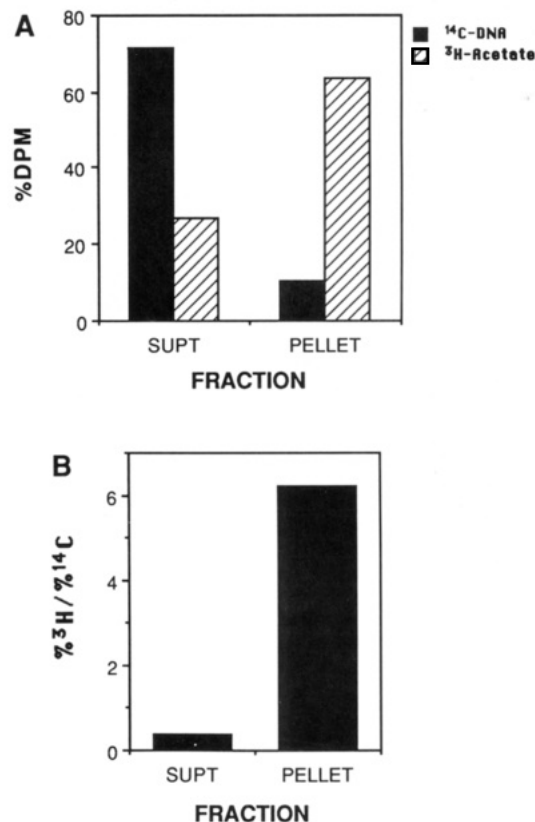 A
80
60
40
20
0
%DPM
SUPT PELLET
FRACTION
¹⁴C-DNA
³H-Acetate
B
6
4
2
0
%³H/%¹⁴C
SUPT PELLET
FRACTION